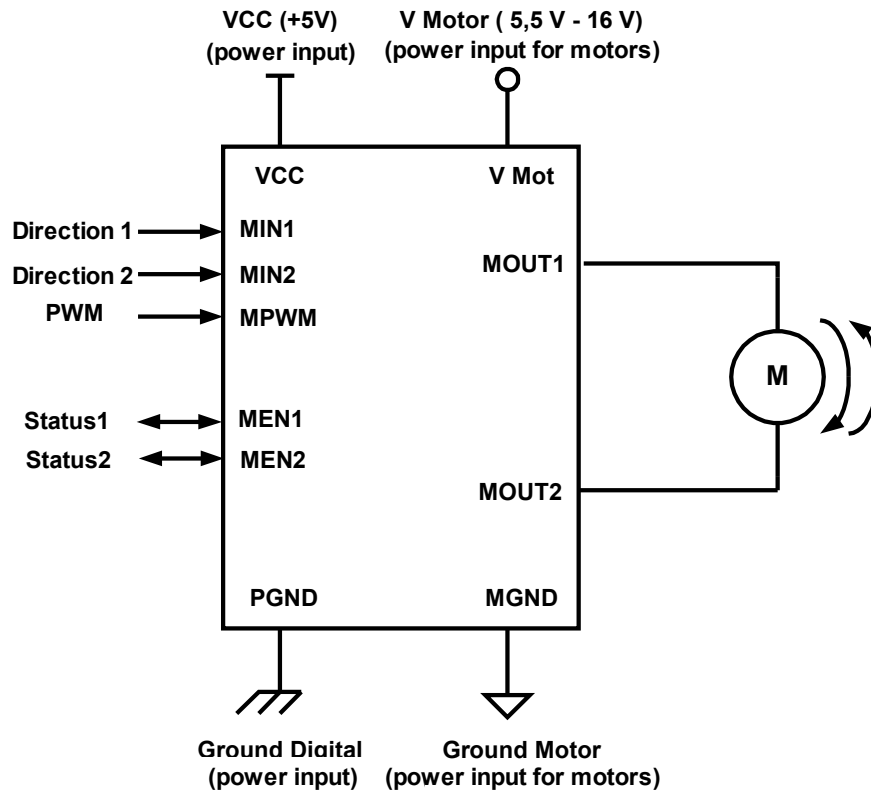 VCC (+5V)
(power input)
V Motor ( 5,5 V - 16 V)
(power input for motors)
VCC
V Mot
Direction 1
MIN1
Direction 2
MIN2
PWM
MPWM
MOUT1
M
Status1
MEN1
Status2
MEN2
MOUT2
PGND
MGND
Ground Digital
(power input)
Ground Motor
(power input for motors)